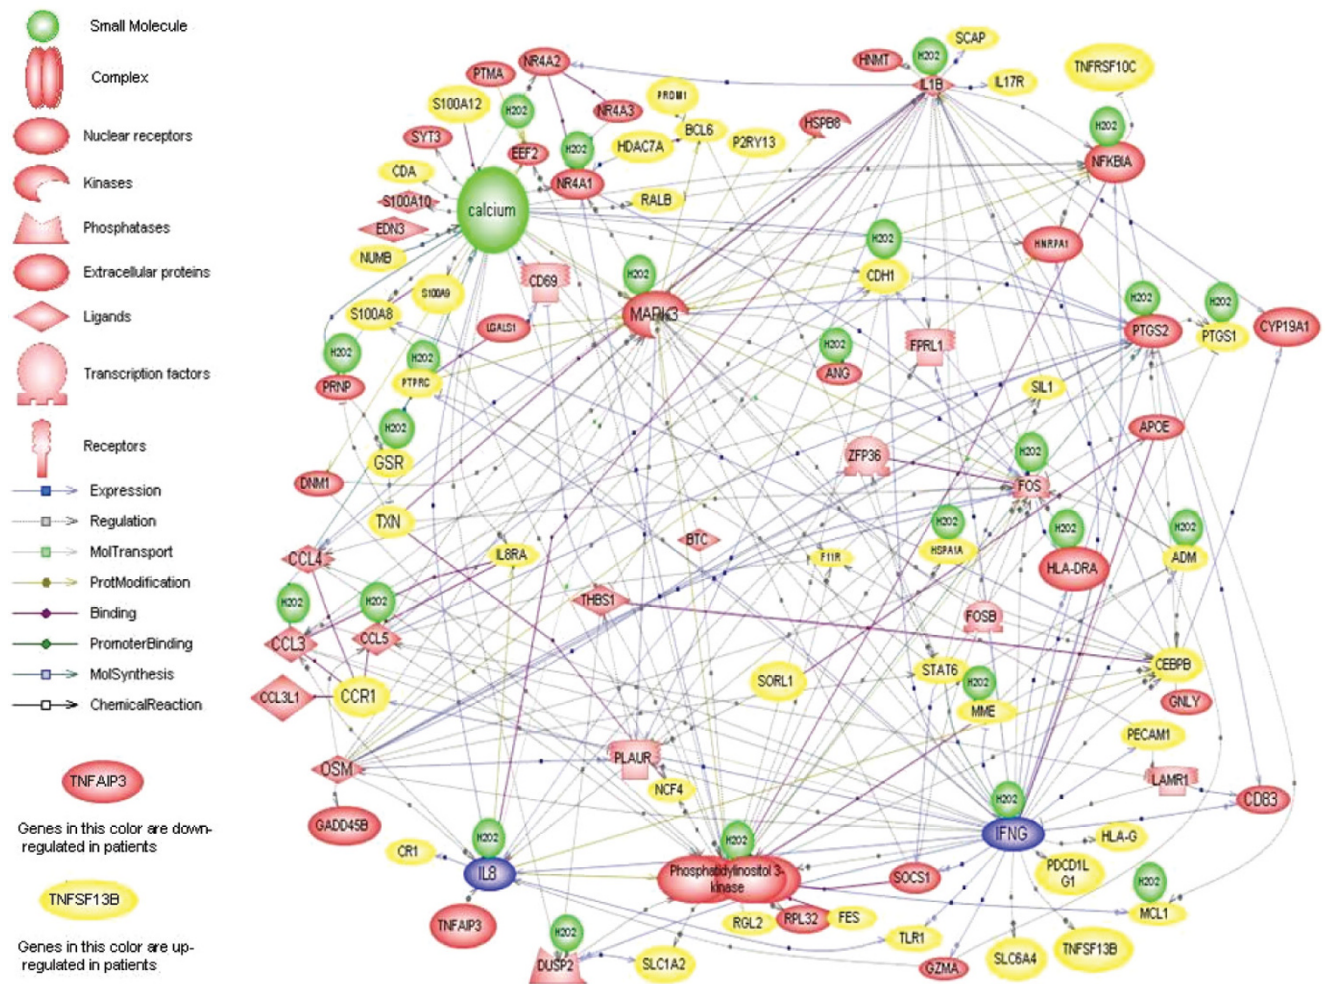 Small Molecule
Complex
Nuclear receptors
Kinases
Phosphatases
Extracellular proteins
Ligands
Transcription factors
Receptors
Expression
Regulation
MolTransport
ProtModification
Binding
PromoterBinding
MolSynthesis
ChemicalReaction
TNFAIP3
Genes in this color are down-
regulated in patients
TNFSF13B
Genes in this color are up-
regulated in patients
SCAP
NR4A2
HNMT
H2O2
TNFRSF10C
PTMA
IL1B
IL17R
S100A12
H2O2
NR4A3
PRDM1
HSPB8
H2O2
SYT3
EEF2
H2O2
HDAC7A
BCL6
P2RY13
NFKBIA
CDA
NR4A1
S100A10
calcium
RALB
EDN3
H2O2
HNRPA1
NUMB
CD69
H2O2
CDH1
S100A9
H2O2
H2O2
S100A8
LGALS1
MAPK3
PTGS2
PTGS1
CYP19A1
H2O2
H2O2
H2O2
FPRL1
PRNP
PTPRC
ANG
SIL1
H2O2
APOE
GSR
ZFP36
H2O2
DNM1
FOS
TXN
H2O2
H2O2
H2O2
CCL4
IL8RA
BTC
F11R
HSPA1A
HLA-DRA
ADM
H2O2
H2O2
THBS1
FOSB
CCL3
CCL5
CEBPB
CCL3L1
CCR1
SORL1
STAT6
H2O2
MME
GNLY
PECAM1
OSM
PLAUR
NCF4
LAMR1
CD83
H2O2
GADD45B
H2O2
H2O2
IFNG
HLA-G
CR1
IL8
Phosphatidylinositol 3-
kinase
SOCS1
PDCD1L
G1
H2O2
TNFAIP3
RGL2
RPL32
FES
MCL1
H2O2
TLR1
DUSP2
SLC1A2
GZMA
SLC6A4
TNFSF13B